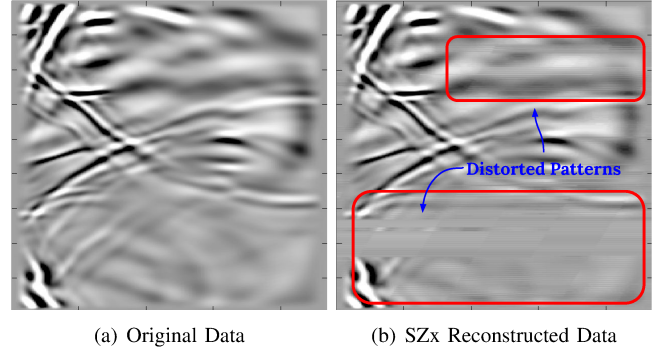 Distorted Patterns
(a) Original Data
(b) SZx Reconstructed Data